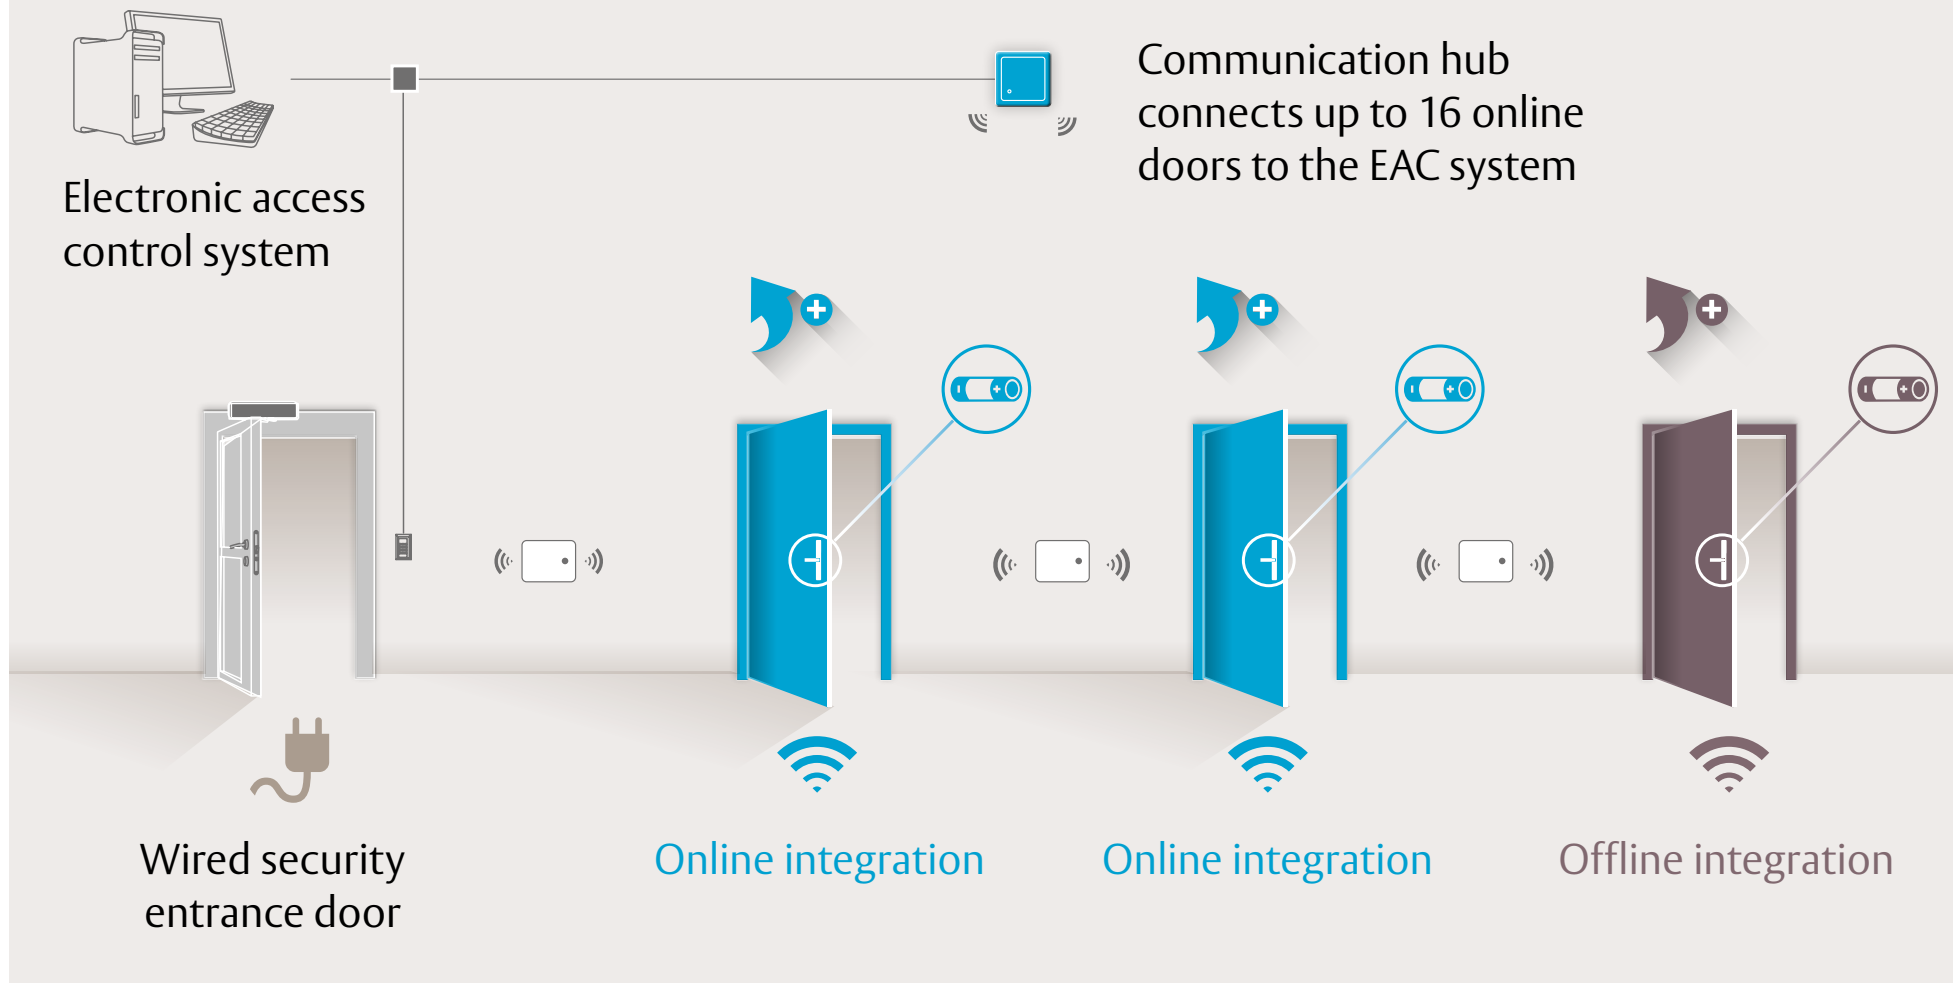 Communication hub
connects up to 16 online
doors to the EAC system
Electronic access
control system
Wired security
entrance door
Online integration
Online integration
Offline integration